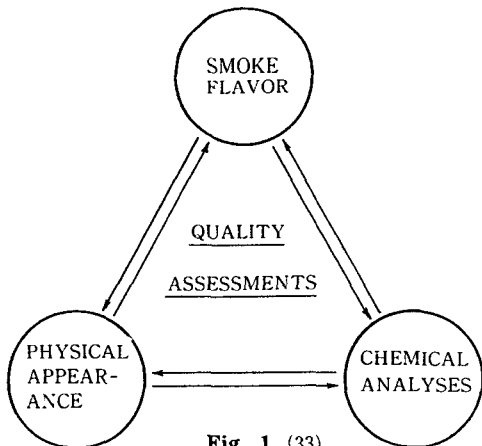 SMOKE
FLAVOR
QUALITY
ASSESSMENTS
PHYSICAL
APPEAR-
ANCE
CHEMICAL
ANALYSES
Fig. 1 (33)